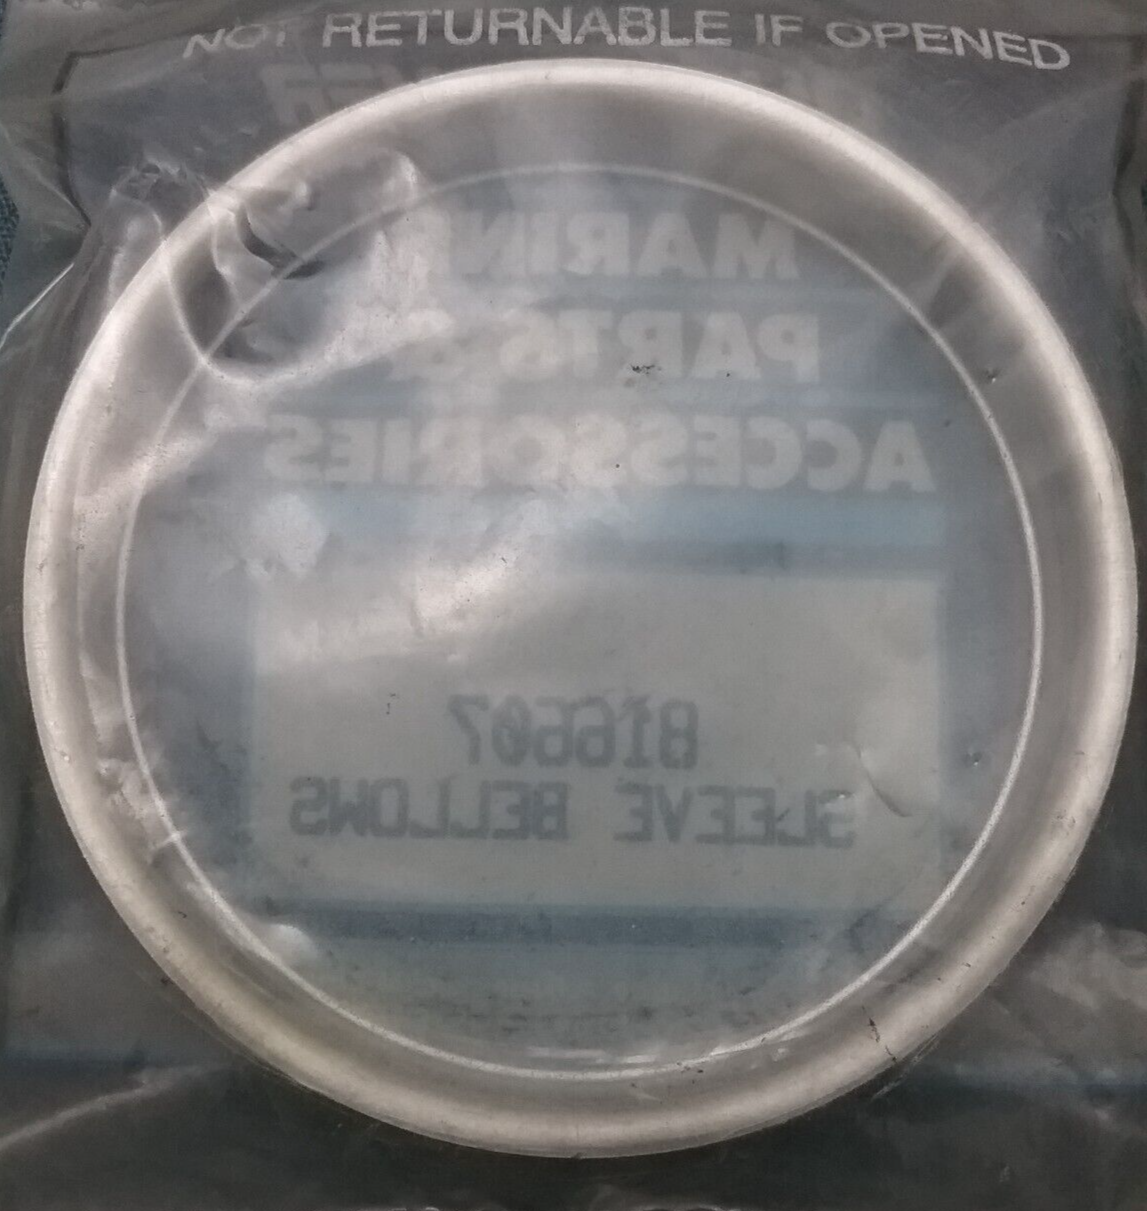 NOT RETURNABLE IF OPENED
MARINE
PARTS &
ACCESSORIES
816607
SLEEVE BELLOWS